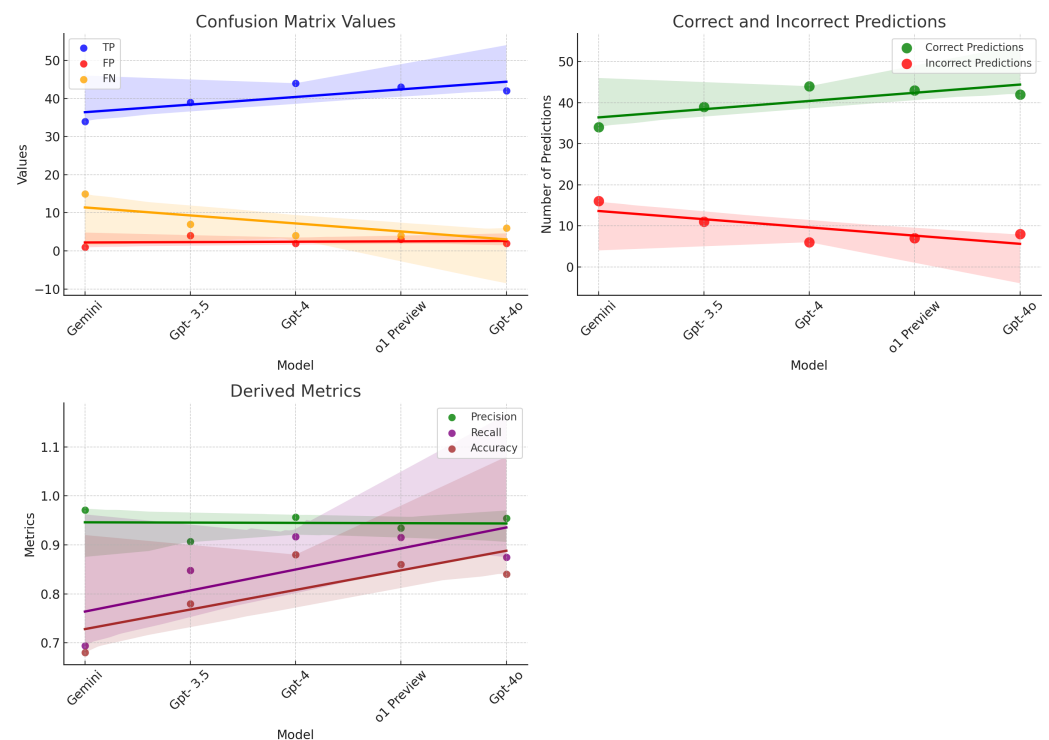 Confusion Matrix Values
TP
FP
FN
50
40
30
20
10
0
−10
Values
Gemini
Gpt- 3.5
Gpt-4
o1 Preview
Gpt-4o
Model
Correct and Incorrect Predictions
Correct Predictions
Incorrect Predictions
50
40
30
20
10
0
Number of Predictions
Gemini
Gpt- 3.5
Gpt-4
o1 Preview
Gpt-4o
Model
Derived Metrics
Precision
Recall
Accuracy
1.1
1.0
0.9
0.8
0.7
Metrics
Gemini
Gpt- 3.5
Gpt-4
o1 Preview
Gpt-4o
Model